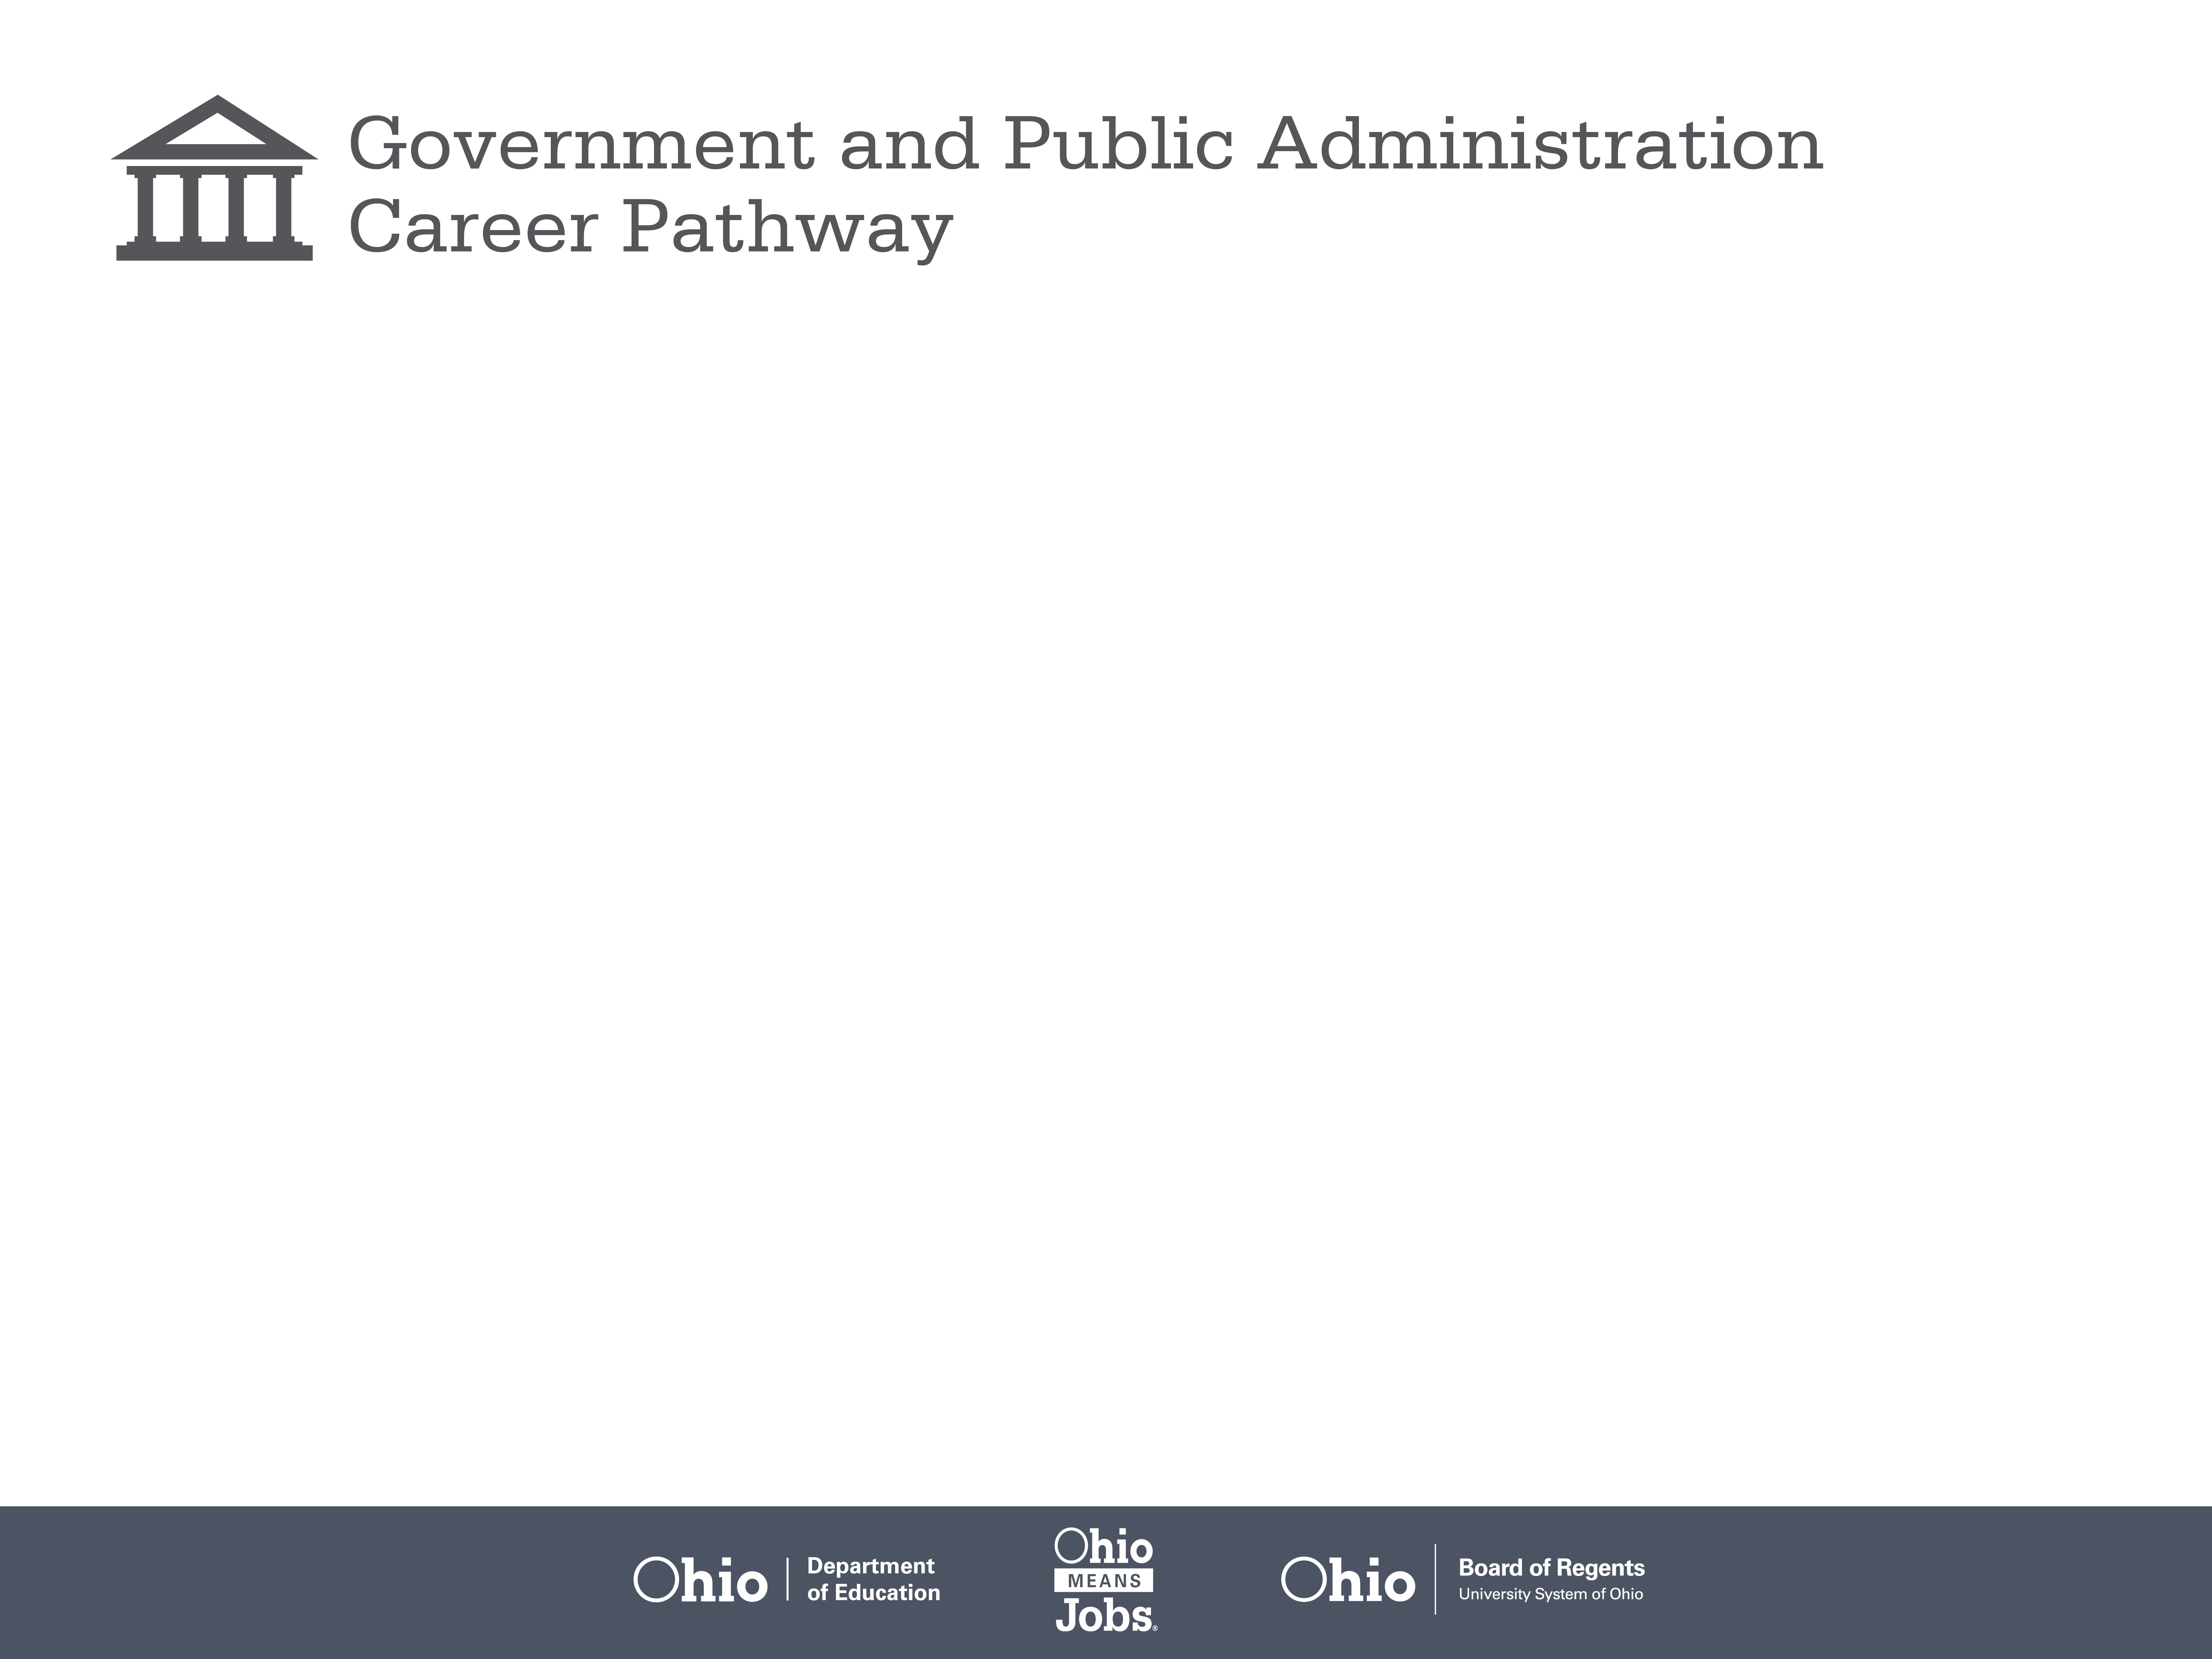 Government and Public Administration
Career Pathway
Ohio
Department
of Education
Ohio
MEANS
Jobs®
Ohio
Board of Regents
University System of Ohio